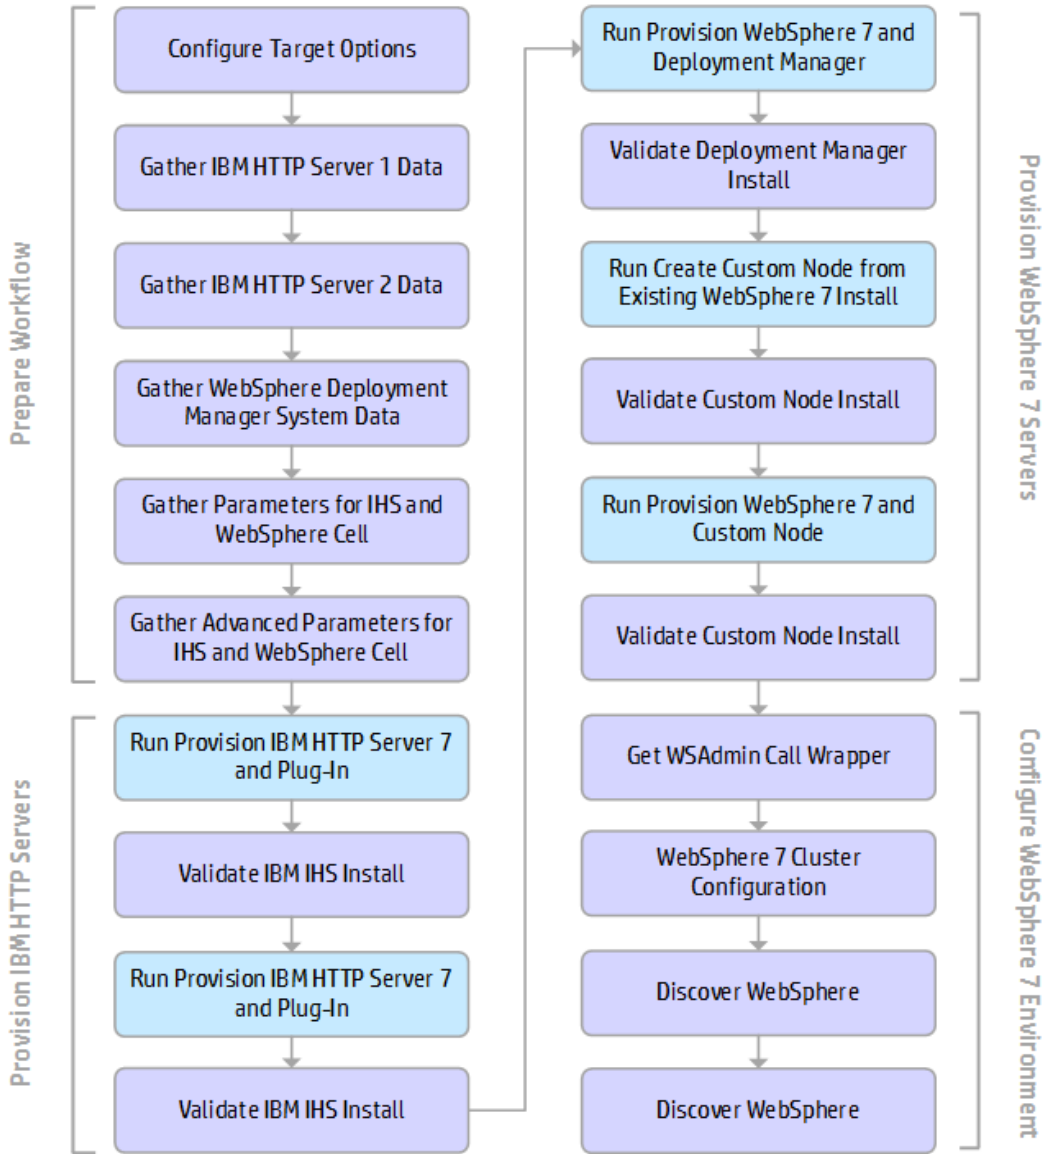 Prepare Workflow
Configure Target Options
Gather IBM HTTP Server 1 Data
Gather IBM HTTP Server 2 Data
Gather WebSphere Deployment
Manager System Data
Gather Parameters for IHS and
WebSphere Cell
Gather Advanced Parameters for
IHS and WebSphere Cell
Provision IBM HTTP Servers
Run Provision IBM HTTP Server 7
and Plug-In
Validate IBM IHS Install
Run Provision IBM HTTP Server 7
and Plug-In
Validate IBM IHS Install
Run Provision WebSphere 7 and
Deployment Manager
Validate Deployment Manager
Install
Run Create Custom Node from
Existing WebSphere 7 Install
Validate Custom Node Install
Run Provision WebSphere 7 and
Custom Node
Validate Custom Node Install
Provision WebSphere 7 Servers
Get WSAdmin Call Wrapper
WebSphere 7 Cluster
Configuration
Discover WebSphere
Discover WebSphere
Configure WebSphere 7 Environment